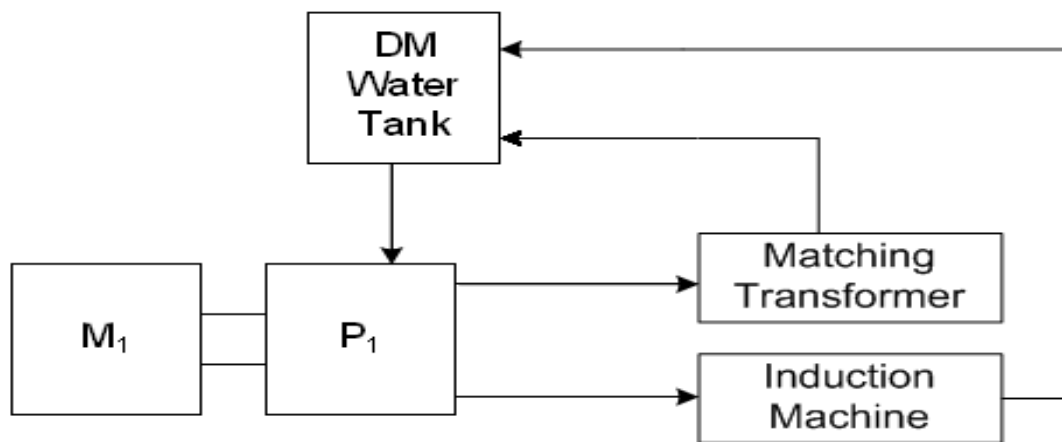 DM
Water
Tank
Matching
Transformer
M₁
P₁
Induction
Machine